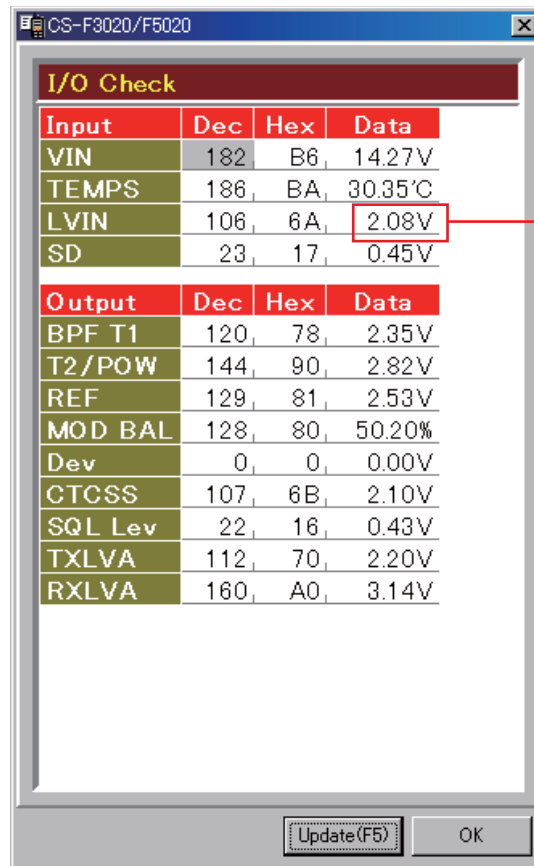 CS-F3020/F5020
I/O Check
Input Dec Hex Data
VIN 182 B6 14.27V
TEMPS 186 BA 30.35'C
LVIN 106 6A 2.08V
SD 23 17 0.45V
Output Dec Hex Data
BPF T1 120 78 2.35V
T2/POW 144 90 2.82V
REF 129 81 2.53V
MOD BAL 128 80 50.20%
Dev 0 0 0.00V
CTCSS 107 6B 2.10V
SQL Lev 22 16 0.43V
TXLVA 112 70 2.20V
RXLVA 160 A0 3.14V
Update(F5) OK